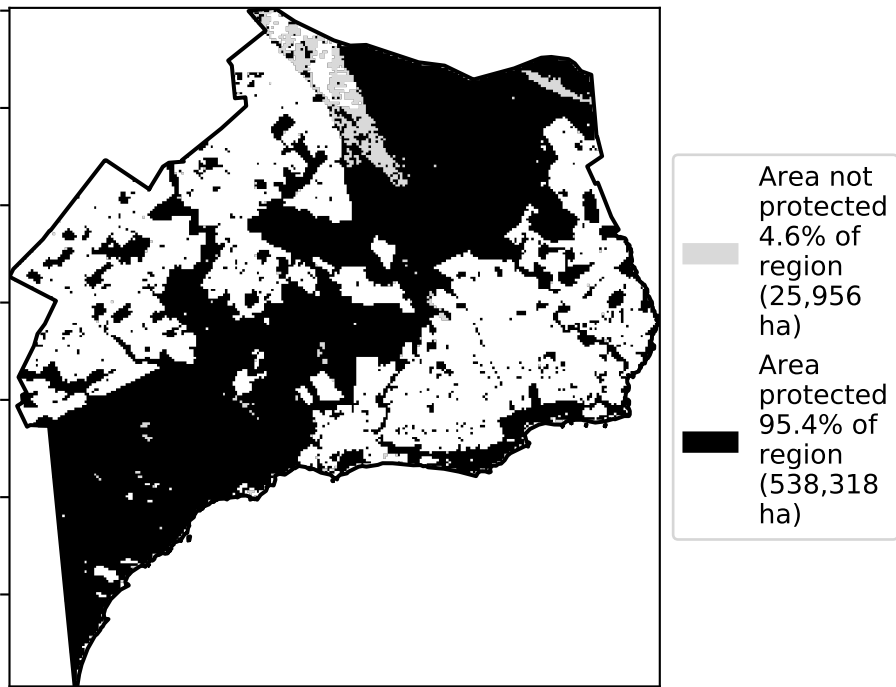 Area not
protected
4.6% of
region
(25,956
ha)
Area
protected
95.4% of
region
(538,318
ha)